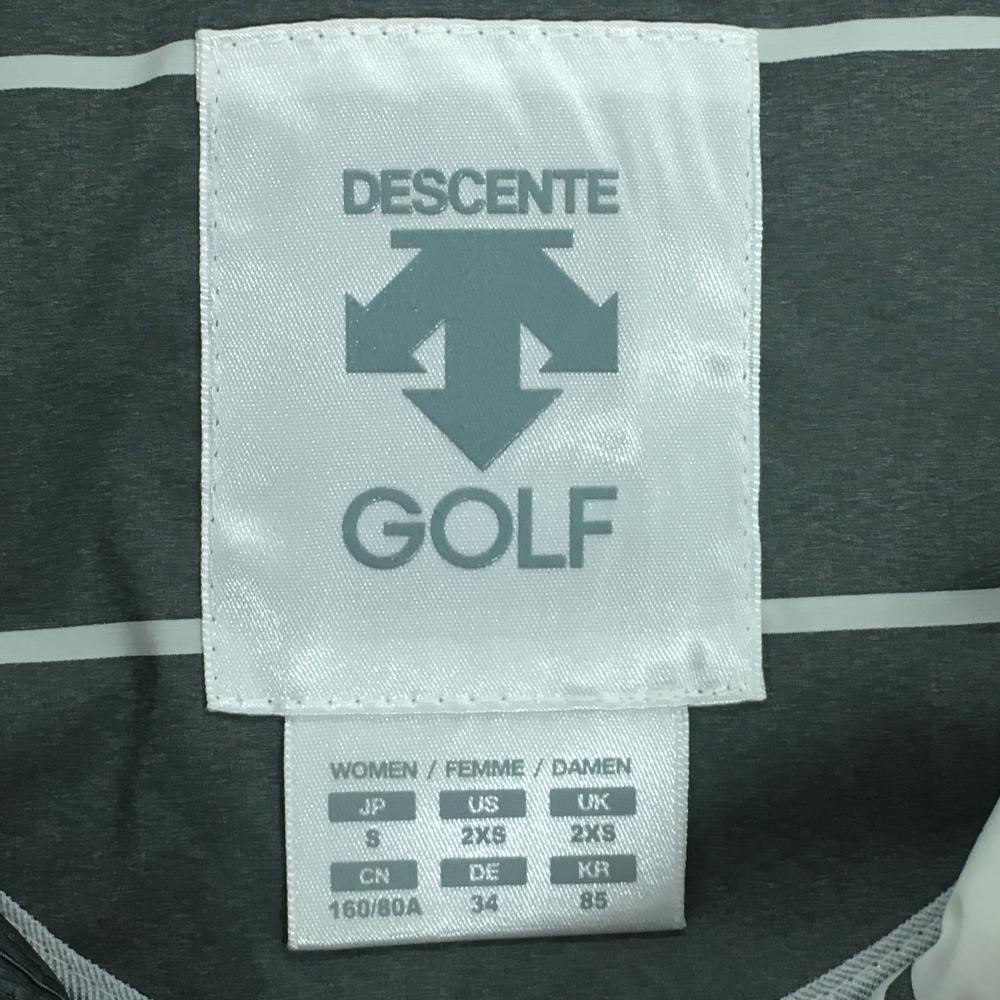 DESCENTE
GOLF
WOMEN / FEMME / DAMEN
JP US UK
S 2XS 2XS
CN DE KR
160/80A 34 85